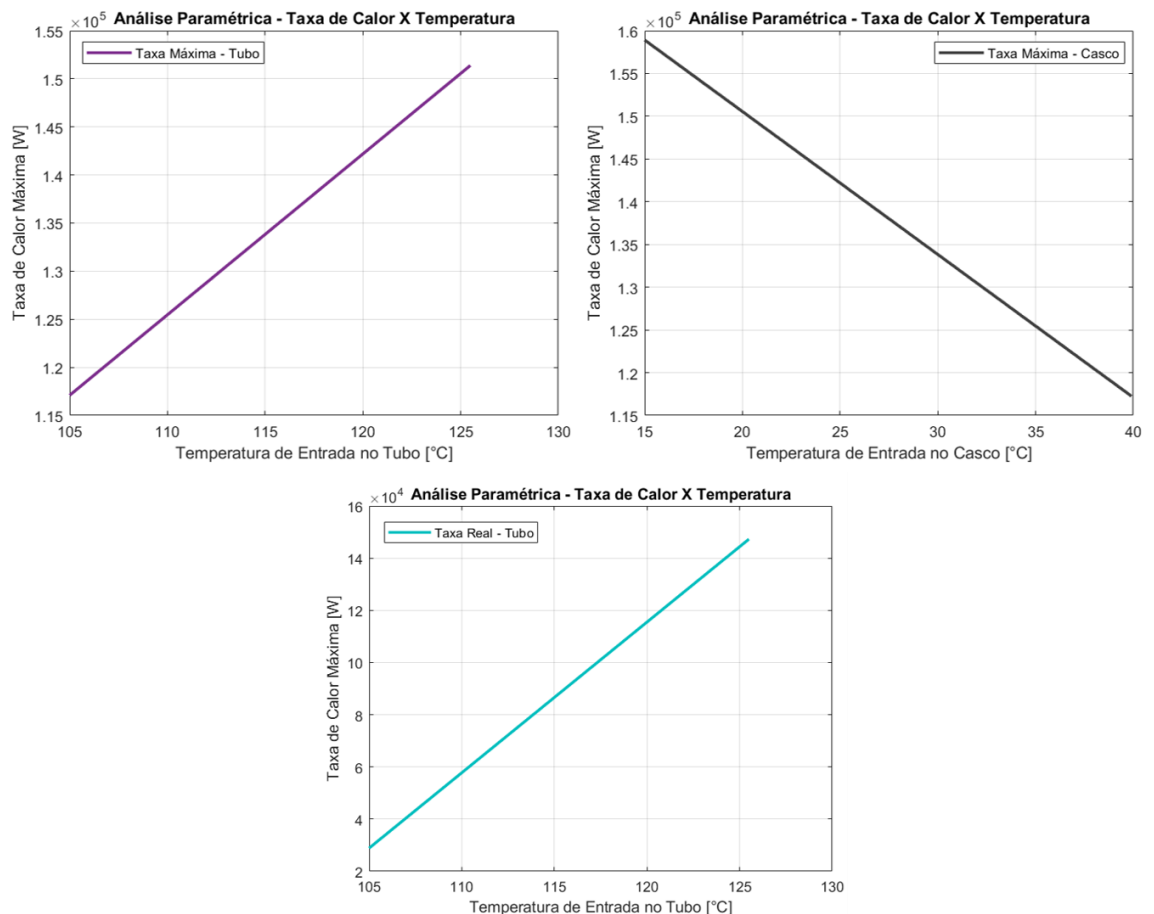 ×10⁵ Análise Paramétrica - Taxa de Calor X Temperatura
Taxa Máxima - Tubo
Taxa de Calor Máxima [W]
1.55
1.5
1.45
1.4
1.35
1.3
1.25
1.2
1.15
105 110 115 120 125 130
Temperatura de Entrada no Tubo [°C]
×10⁵ Análise Paramétrica - Taxa de Calor X Temperatura
Taxa Máxima - Casco
Taxa de Calor Máxima [W]
1.6
1.55
1.5
1.45
1.4
1.35
1.3
1.25
1.2
1.15
15 20 25 30 35 40
Temperatura de Entrada no Casco [°C]
×10⁴ Análise Paramétrica - Taxa de Calor X Temperatura
Taxa Real - Tubo
Taxa de Calor Máxima [W]
16
14
12
10
8
6
4
2
105 110 115 120 125 130
Temperatura de Entrada no Tubo [°C]